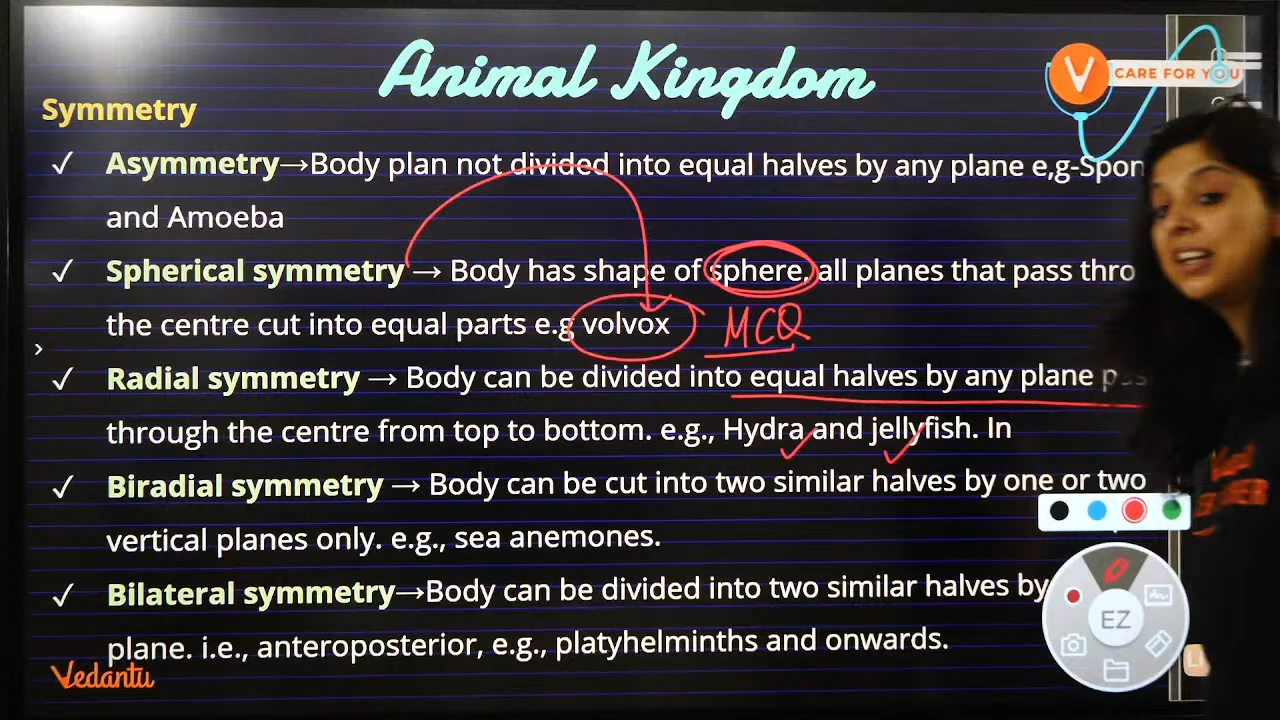 Animal Kingdom
CARE FOR YOU
Symmetry
✓ Asymmetry→Body plan not divided into equal halves by any plane e,g-Spon
and Amoeba
✓ Spherical symmetry → Body has shape of sphere, all planes that pass thro
the centre cut into equal parts e.g volvox MCQ
✓ Radial symmetry → Body can be divided into equal halves by any plane
through the centre from top to bottom. e.g., Hydra and jellyfish. In
✓ Biradial symmetry → Body can be cut into two similar halves by one or two
vertical planes only. e.g., sea anemones.
✓ Bilateral symmetry→Body can be divided into two similar halves by
plane. i.e., anteroposterior, e.g., platyhelminths and onwards.
EZ
Vedantu